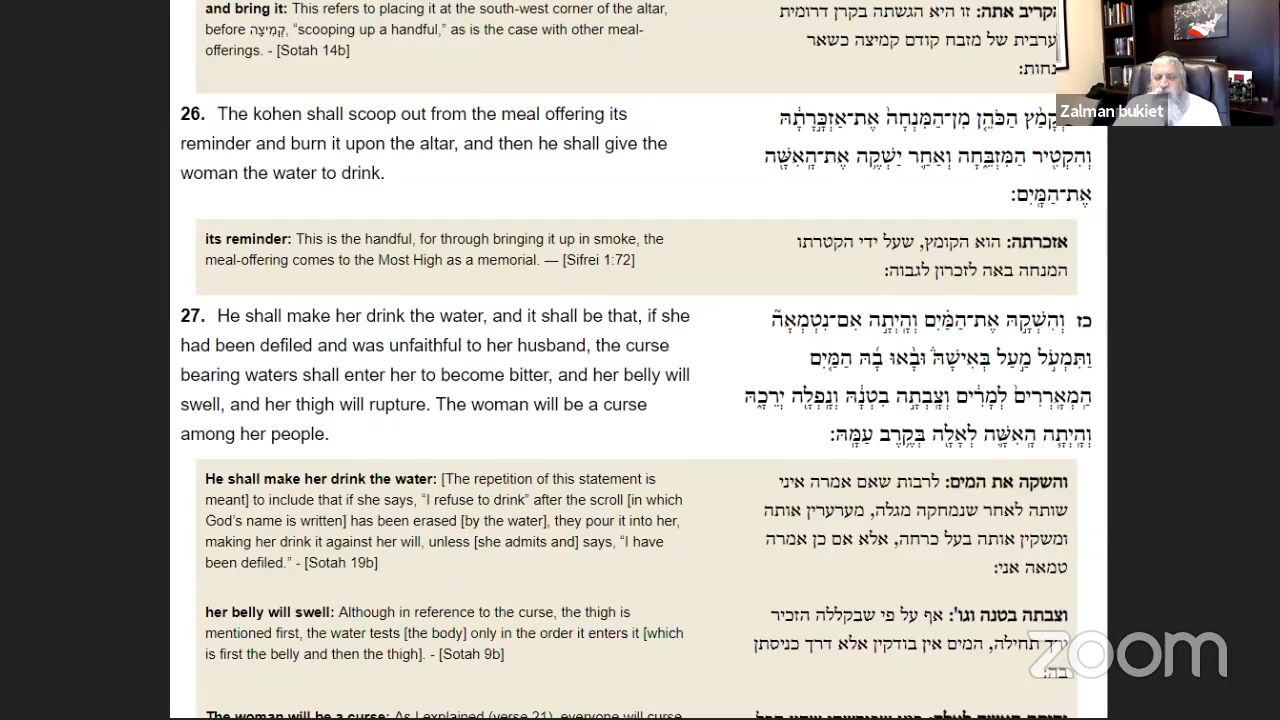 and bring it: This refers to placing it at the south-west corner of the altar,
before קְמִיצָה, “scooping up a handful,” as is the case with other meal-
offerings. - [Sotah 14b]
והקריב אתה: זו היא הגשתה בקרן דרומית
מערבית של מזבח קודם קמיצה כשאר
מנחות:
26. The kohen shall scoop out from the meal offering its
reminder and burn it upon the altar, and then he shall give the
woman the water to drink.
הַכֹּהֵ֤ן מִן־הַמִּנְחָה֙ אֶת־אַזְכָּ֣רָתָ֔הּ
וְהִקְטִ֖יר הַמִּזְבֵּ֑חָה וְאַחַ֛ר יַשְׁקֶ֥ה אֶת־הָֽאִשָּׁ֖ה
אֶת־הַמָּֽיִם:
its reminder: This is the handful, for through bringing it up in smoke, the
meal-offering comes to the Most High as a memorial. — [Sifrei 1:72]
אזכרתה: הוא הקומץ, שעל ידי הקטרתו
המנחה באה לזכרון לגבוה:
27. He shall make her drink the water, and it shall be that, if she
had been defiled and was unfaithful to her husband, the curse
bearing waters shall enter her to become bitter, and her belly will
swell, and her thigh will rupture. The woman will be a curse
among her people.
כז וְהִשְׁקָ֣הּ אֶת־הַמַּ֗יִם וְהָֽיְתָ֣ה אִם־נִטְמְאָה֘
וַתִּמְעֹ֣ל מַ֣עַל בְּאִישָׁהּ֒ וּבָ֨אוּ בָ֜הּ הַמַּ֤יִם
הַמְאָֽרְרִים֙ לְמָרִ֔ים וְצָֽבְתָ֣ה בִטְנָ֔הּ וְנָֽפְלָ֖ה יְרֵכָ֑הּ
וְהָֽיְתָ֧ה הָֽאִשָּׁ֛ה לְאָלָ֖ה בְּקֶ֥רֶב עַמָּֽהּ:
He shall make her drink the water: [The repetition of this statement is
meant] to include that if she says, “I refuse to drink” after the scroll [in which
God’s name is written] has been erased [by the water], they pour it into her,
making her drink it against her will, unless [she admits and] says, “I have
been defiled.” - [Sotah 19b]
והשקה את המים: לרבות שאם אמרה איני
שותה לאחר שנמחקה מגלה, מערערין אותה
ומשקין אותה בעל כרחה, אלא אם כן אמרה
טמאה אני:
her belly will swell: Although in reference to the curse, the thigh is
mentioned first, the water tests [the body] only in the order it enters it [which
is first the belly and then the thigh]. - [Sotah 9b]
וצבתה בטנה וגו': אף על פי שבקללה הזכיר
ירך תחילה, המים אין בודקין אלא דרך כניסתן
בה:
The woman will be a curse: As I explained (verse 21), everyone will curse
Zalman bukiet
zoom